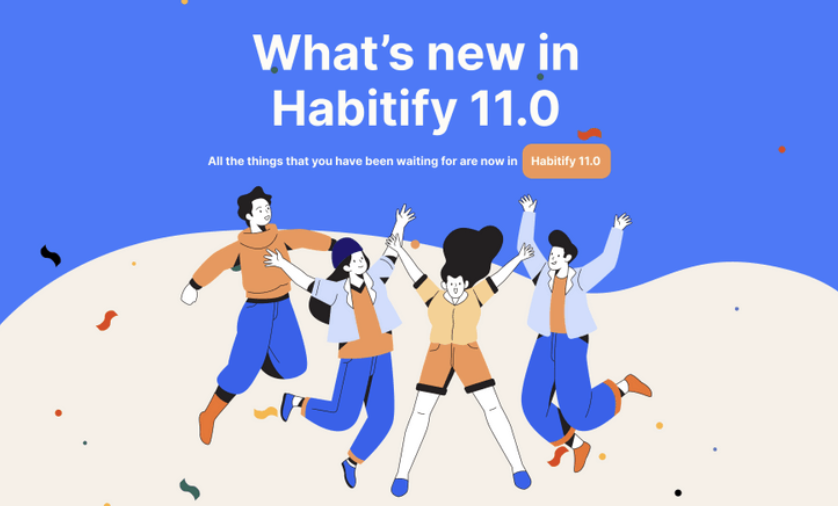 What’s new in
Habitify 11.0
All the things that you have been waiting for are now in Habitify 11.0